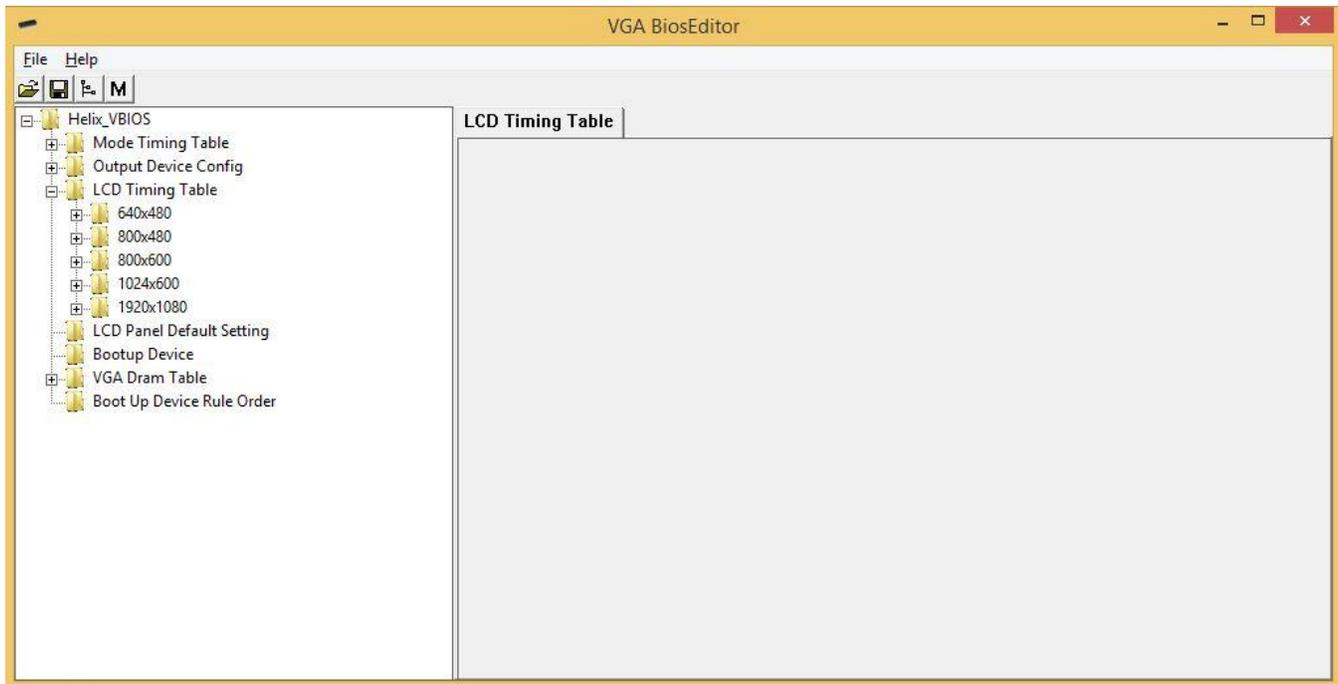 VGA BiosEditor
File Help
M
Helix_VBIOS
Mode Timing Table
Output Device Config
LCD Timing Table
640x480
800x480
800x600
1024x600
1920x1080
LCD Panel Default Setting
Bootup Device
VGA Dram Table
Boot Up Device Rule Order
LCD Timing Table